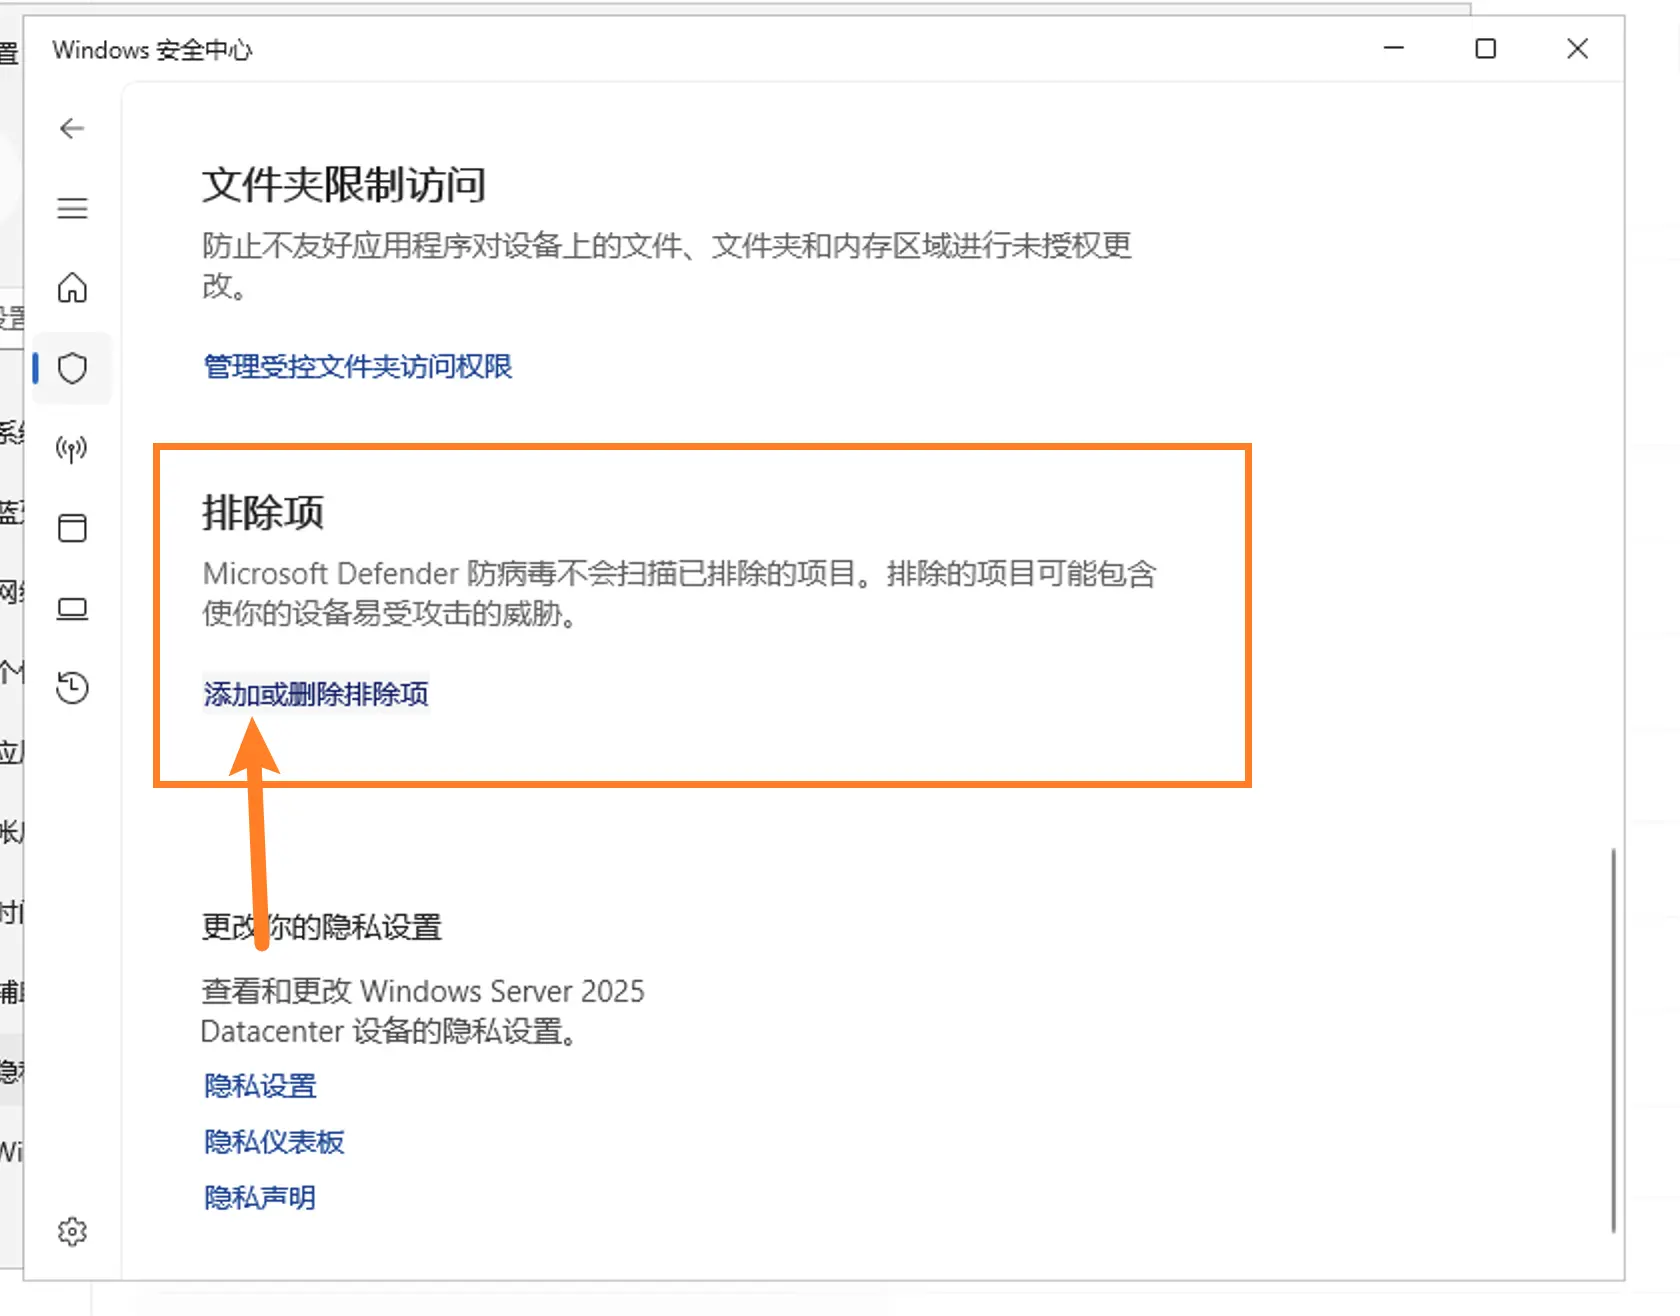 置
Windows 安全中心
文件夹限制访问
防止不友好应用程序对设备上的文件、文件夹和内存区域进行未授权更
改。
管理受控文件夹访问权限
排除项
Microsoft Defender 防病毒不会扫描已排除的项目。排除的项目可能包含
使你的设备易受攻击的威胁。
添加或删除排除项
更改你的隐私设置
查看和更改 Windows Server 2025
Datacenter 设备的隐私设置。
隐私设置
隐私仪表板
隐私声明